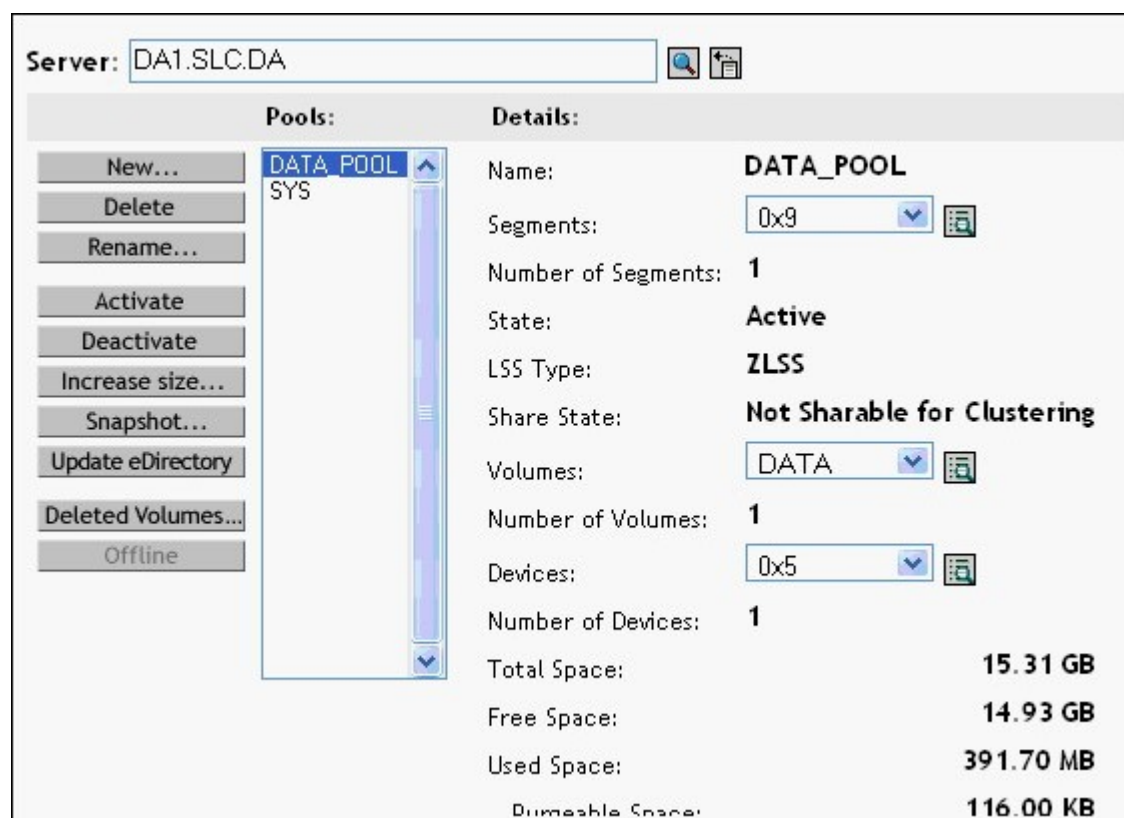 Server: DA1.SLC.DA
Pools: Details:
New...
Delete
Rename...
Activate
Deactivate
Increase size...
Snapshot...
Update eDirectory
Deleted Volumes...
Offline
DATA_POOL
SYS
Name: DATA_POOL
Segments: 0x9
Number of Segments: 1
State: Active
LSS Type: ZLSS
Share State: Not Sharable for Clustering
Volumes: DATA
Number of Volumes: 1
Devices: 0x5
Number of Devices: 1
Total Space: 15.31 GB
Free Space: 14.93 GB
Used Space: 391.70 MB
Purgeable Space: 116.00 KB